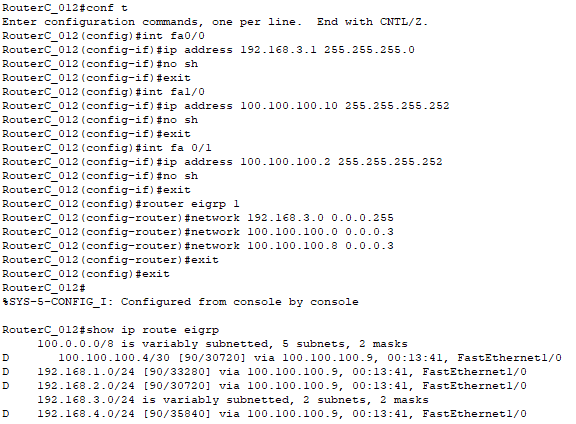 RouterC_012#conf t
Enter configuration commands, one per line.  End with CNTL/Z.
RouterC_012(config)#int fa0/0
RouterC_012(config-if)#ip address 192.168.3.1 255.255.255.0
RouterC_012(config-if)#no sh
RouterC_012(config-if)#exit
RouterC_012(config)#int fa1/0
RouterC_012(config-if)#ip address 100.100.100.10 255.255.255.252
RouterC_012(config-if)#no sh
RouterC_012(config-if)#exit
RouterC_012(config)#int fa 0/1
RouterC_012(config-if)#ip address 100.100.100.2 255.255.255.252
RouterC_012(config-if)#no sh
RouterC_012(config-if)#exit
RouterC_012(config)#router eigrp 1
RouterC_012(config-router)#network 192.168.3.0 0.0.0.255
RouterC_012(config-router)#network 100.100.100.0 0.0.0.3
RouterC_012(config-router)#network 100.100.100.8 0.0.0.3
RouterC_012(config-router)#exit
RouterC_012(config)#exit
RouterC_012#
%SYS-5-CONFIG_I: Configured from console by console
RouterC_012#show ip route eigrp
     100.0.0.0/8 is variably subnetted, 5 subnets, 2 masks
D       100.100.100.4/30 [90/30720] via 100.100.100.9, 00:13:41, FastEthernet1/0
D    192.168.1.0/24 [90/33280] via 100.100.100.9, 00:13:41, FastEthernet1/0
D    192.168.2.0/24 [90/30720] via 100.100.100.9, 00:13:41, FastEthernet1/0
     192.168.3.0/24 is variably subnetted, 2 subnets, 2 masks
D    192.168.4.0/24 [90/35840] via 100.100.100.9, 00:13:41, FastEthernet1/0